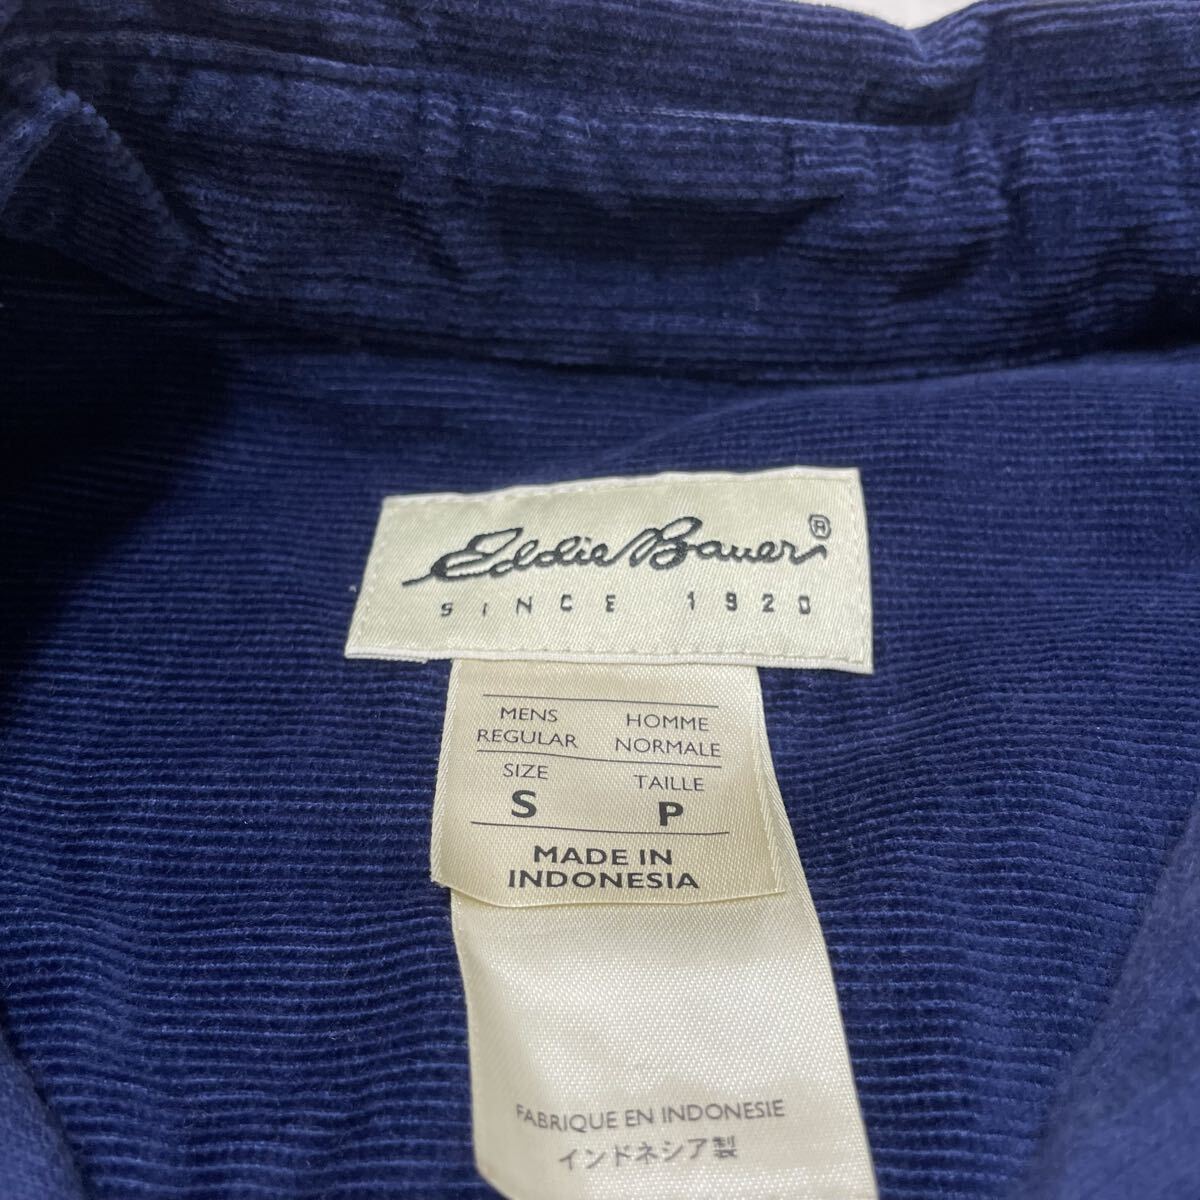 Eddie Bauer®
SINCE 1920
MENS HOMME
REGULAR NORMALE
SIZE TAILLE
S P
MADE IN
INDONESIA
FABRIQUE EN INDONESIE
インドネシア製